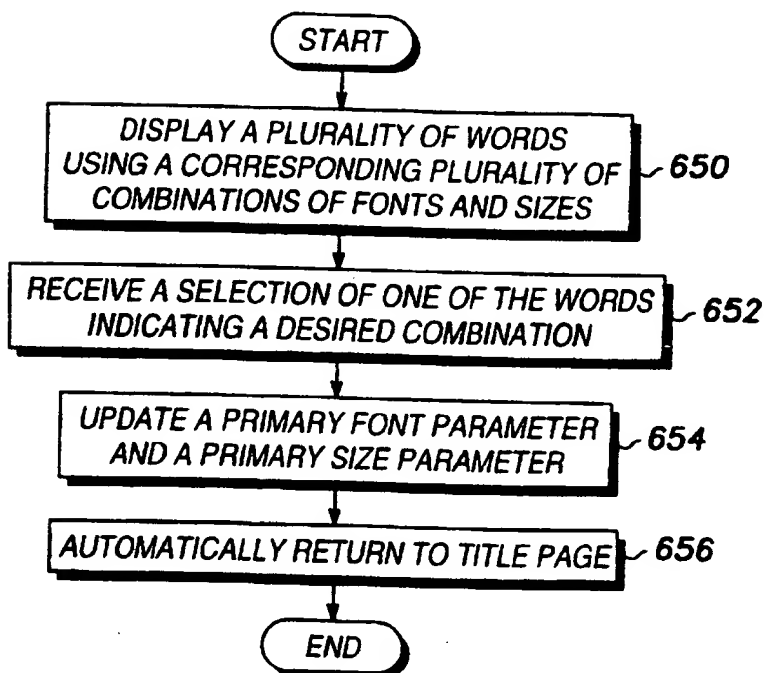 START
DISPLAY A PLURALITY OF WORDS
USING A CORRESPONDING PLURALITY OF
COMBINATIONS OF FONTS AND SIZES
650
RECEIVE A SELECTION OF ONE OF THE WORDS
INDICATING A DESIRED COMBINATION
652
UPDATE A PRIMARY FONT PARAMETER
AND A PRIMARY SIZE PARAMETER
654
AUTOMATICALLY RETURN TO TITLE PAGE
656
END